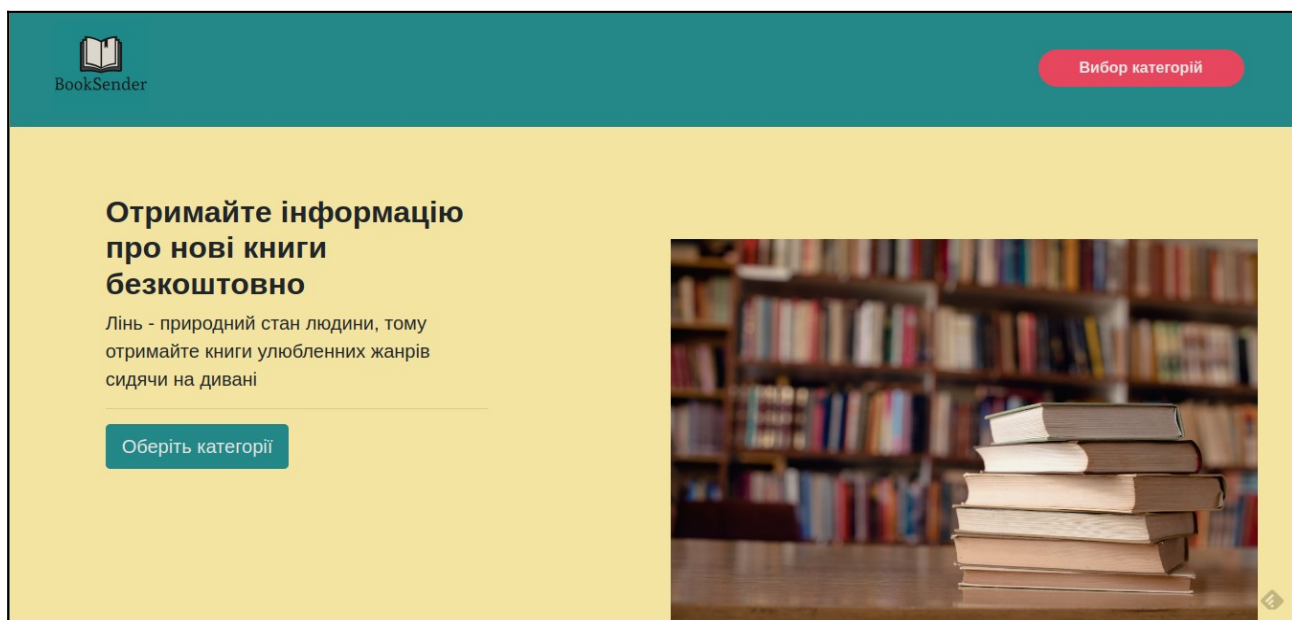 BookSender
Вибор категорій
Отримайте інформацію
про нові книги
безкоштовно
Лінь - природний стан людини, тому
отримайте книги улюбленних жанрів
сидячи на дивані
Оберіть категорії